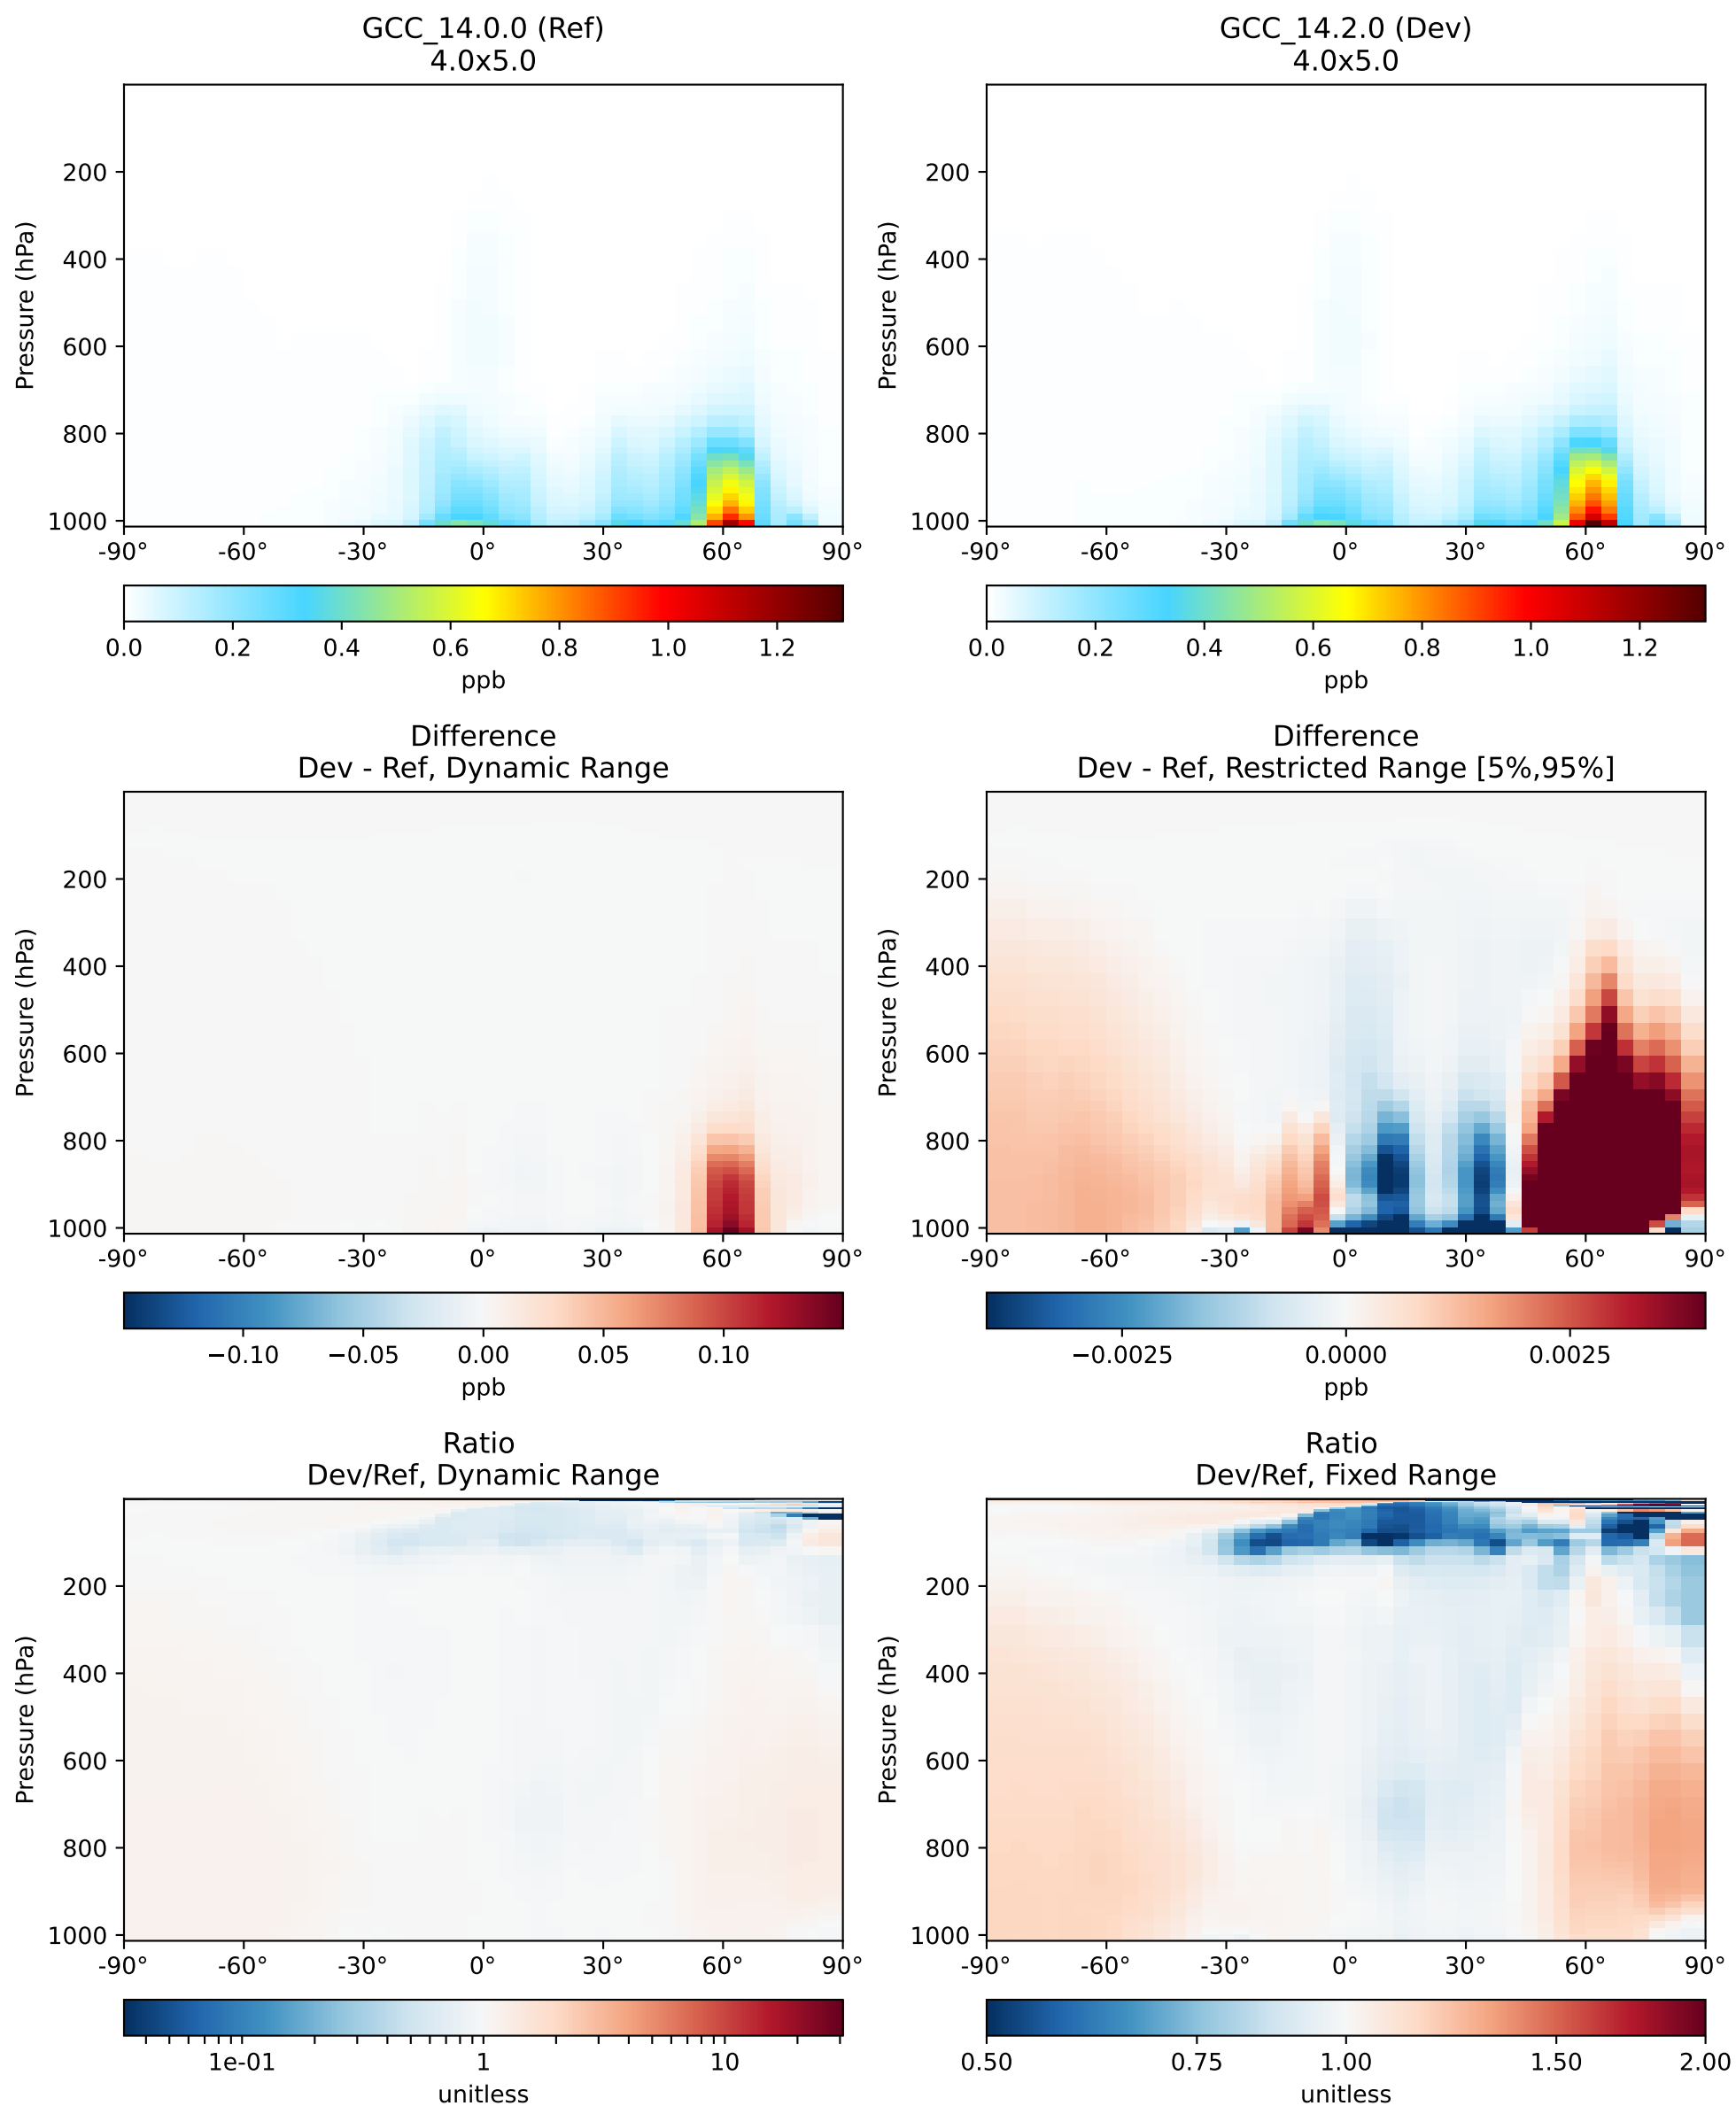 GCC_14.0.0 (Ref)
4.0x5.0
Pressure (hPa)
200
400
600
800
1000
-90° -60° -30° 0° 30° 60° 90°
0.0 0.2 0.4 0.6 0.8 1.0 1.2
ppb
GCC_14.2.0 (Dev)
4.0x5.0
Pressure (hPa)
200
400
600
800
1000
-90° -60° -30° 0° 30° 60° 90°
0.0 0.2 0.4 0.6 0.8 1.0 1.2
ppb
Difference
Dev - Ref, Dynamic Range
Pressure (hPa)
200
400
600
800
1000
-90° -60° -30° 0° 30° 60° 90°
−0.10 −0.05 0.00 0.05 0.10
ppb
Difference
Dev - Ref, Restricted Range [5%,95%]
Pressure (hPa)
200
400
600
800
1000
-90° -60° -30° 0° 30° 60° 90°
−0.0025 0.0000 0.0025
ppb
Ratio
Dev/Ref, Dynamic Range
Pressure (hPa)
200
400
600
800
1000
-90° -60° -30° 0° 30° 60° 90°
1e-01 1 10
unitless
Ratio
Dev/Ref, Fixed Range
Pressure (hPa)
200
400
600
800
1000
-90° -60° -30° 0° 30° 60° 90°
0.50 0.75 1.00 1.50 2.00
unitless